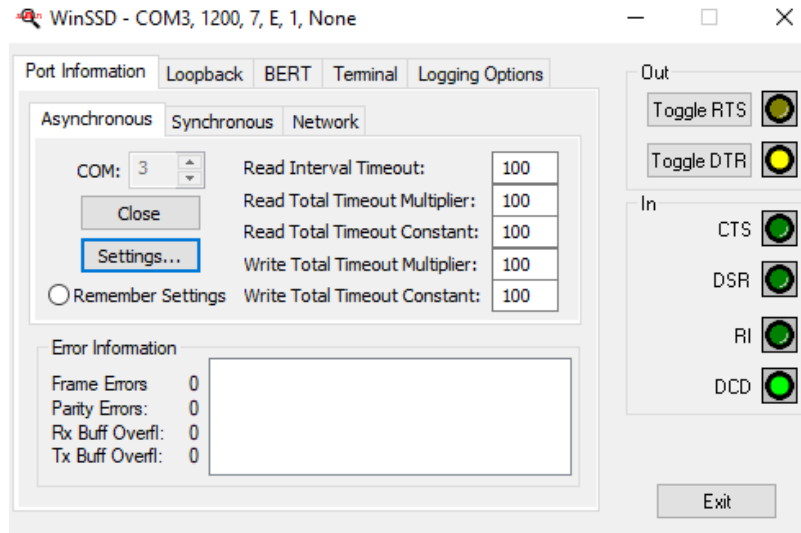 WinSSD - COM3, 1200, 7, E, 1, None
Port Information Loopback BERT Terminal Logging Options
Asynchronous Synchronous Network
COM: 3
Close
Settings...
Remember Settings
Read Interval Timeout: 100
Read Total Timeout Multiplier: 100
Read Total Timeout Constant: 100
Write Total Timeout Multiplier: 100
Write Total Timeout Constant: 100
Error Information
Frame Errors 0
Parity Errors: 0
Rx Buff Overfl: 0
Tx Buff Overfl: 0
Out
Toggle RTS
Toggle DTR
In
CTS
DSR
RI
DCD
Exit